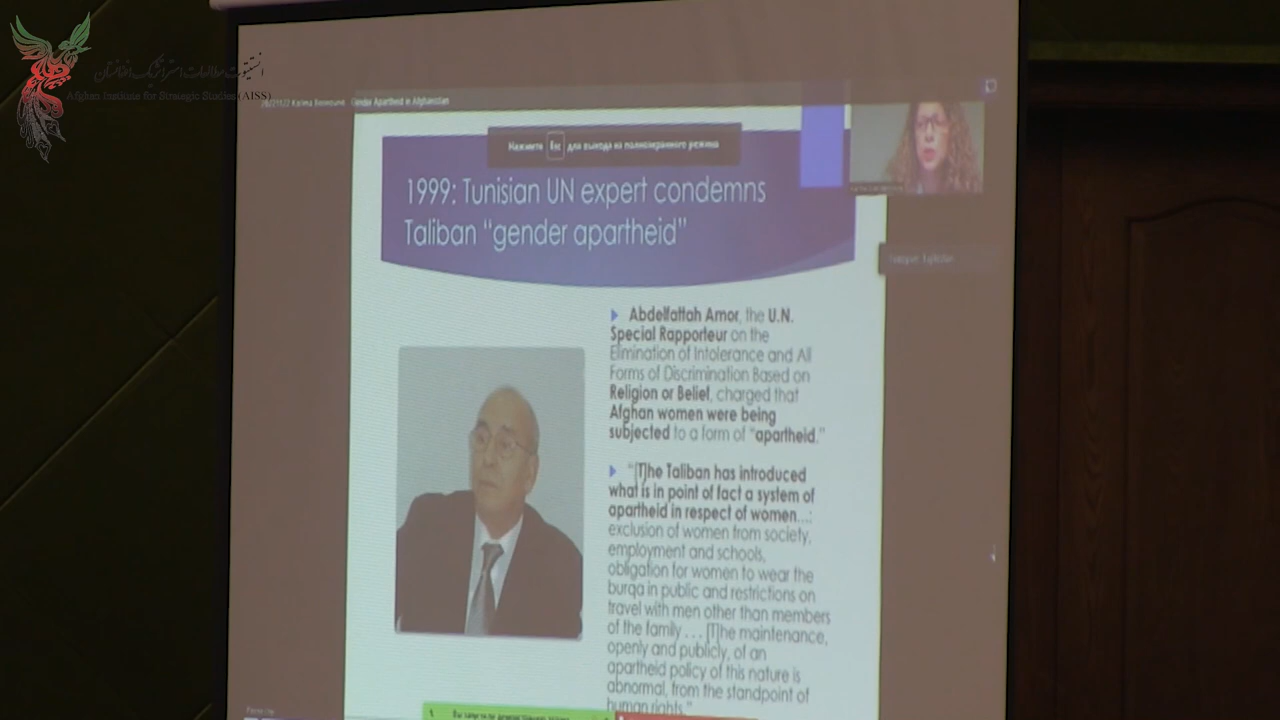 انستیتوت مطالعات استراتژیک افغانستان
Afghan Institute for Strategic Studies (AISS)
Gender Apartheid in Afghanistan
Нажмите Esc для выхода из полноэкранного режима
1999: Tunisian UN expert condemns
Taliban "gender apartheid"
Abdelfattah Amor, the U.N.
Special Rapporteur on the
Elimination of Intolerance and All
Forms of Discrimination Based on
Religion or Belief, charged that
Afghan women were being
subjected to a form of "apartheid."
"[T]he Taliban has introduced
what is in point of fact a system of
apartheid in respect of women...:
exclusion of women from society,
employment and schools,
obligation for women to wear the
burqa in public and restrictions on
travel with men other than members
of the family . . . [T]he maintenance,
openly and publicly, of an
apartheid policy of this nature is
abnormal, from the standpoint of
human rights."